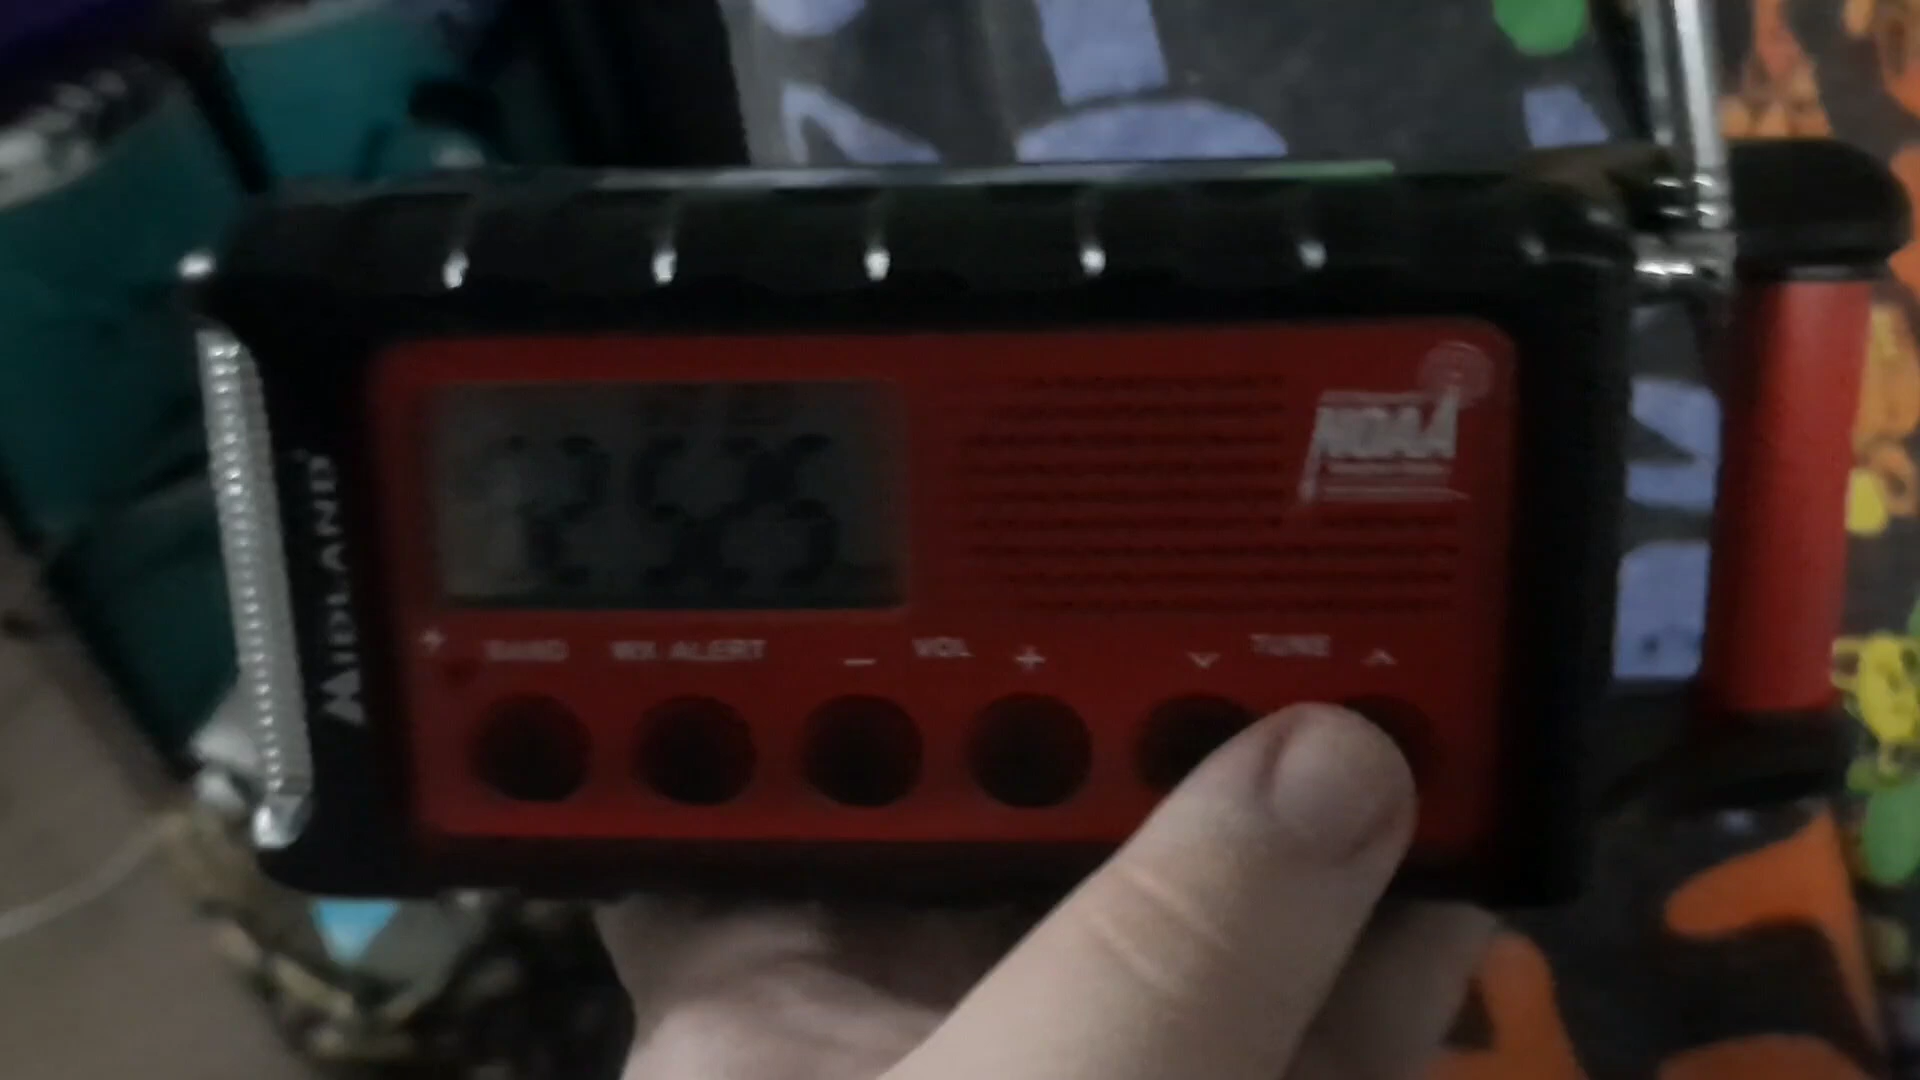 NOAA
MIDLAND
BAND WX ALERT — VOL + TUNE